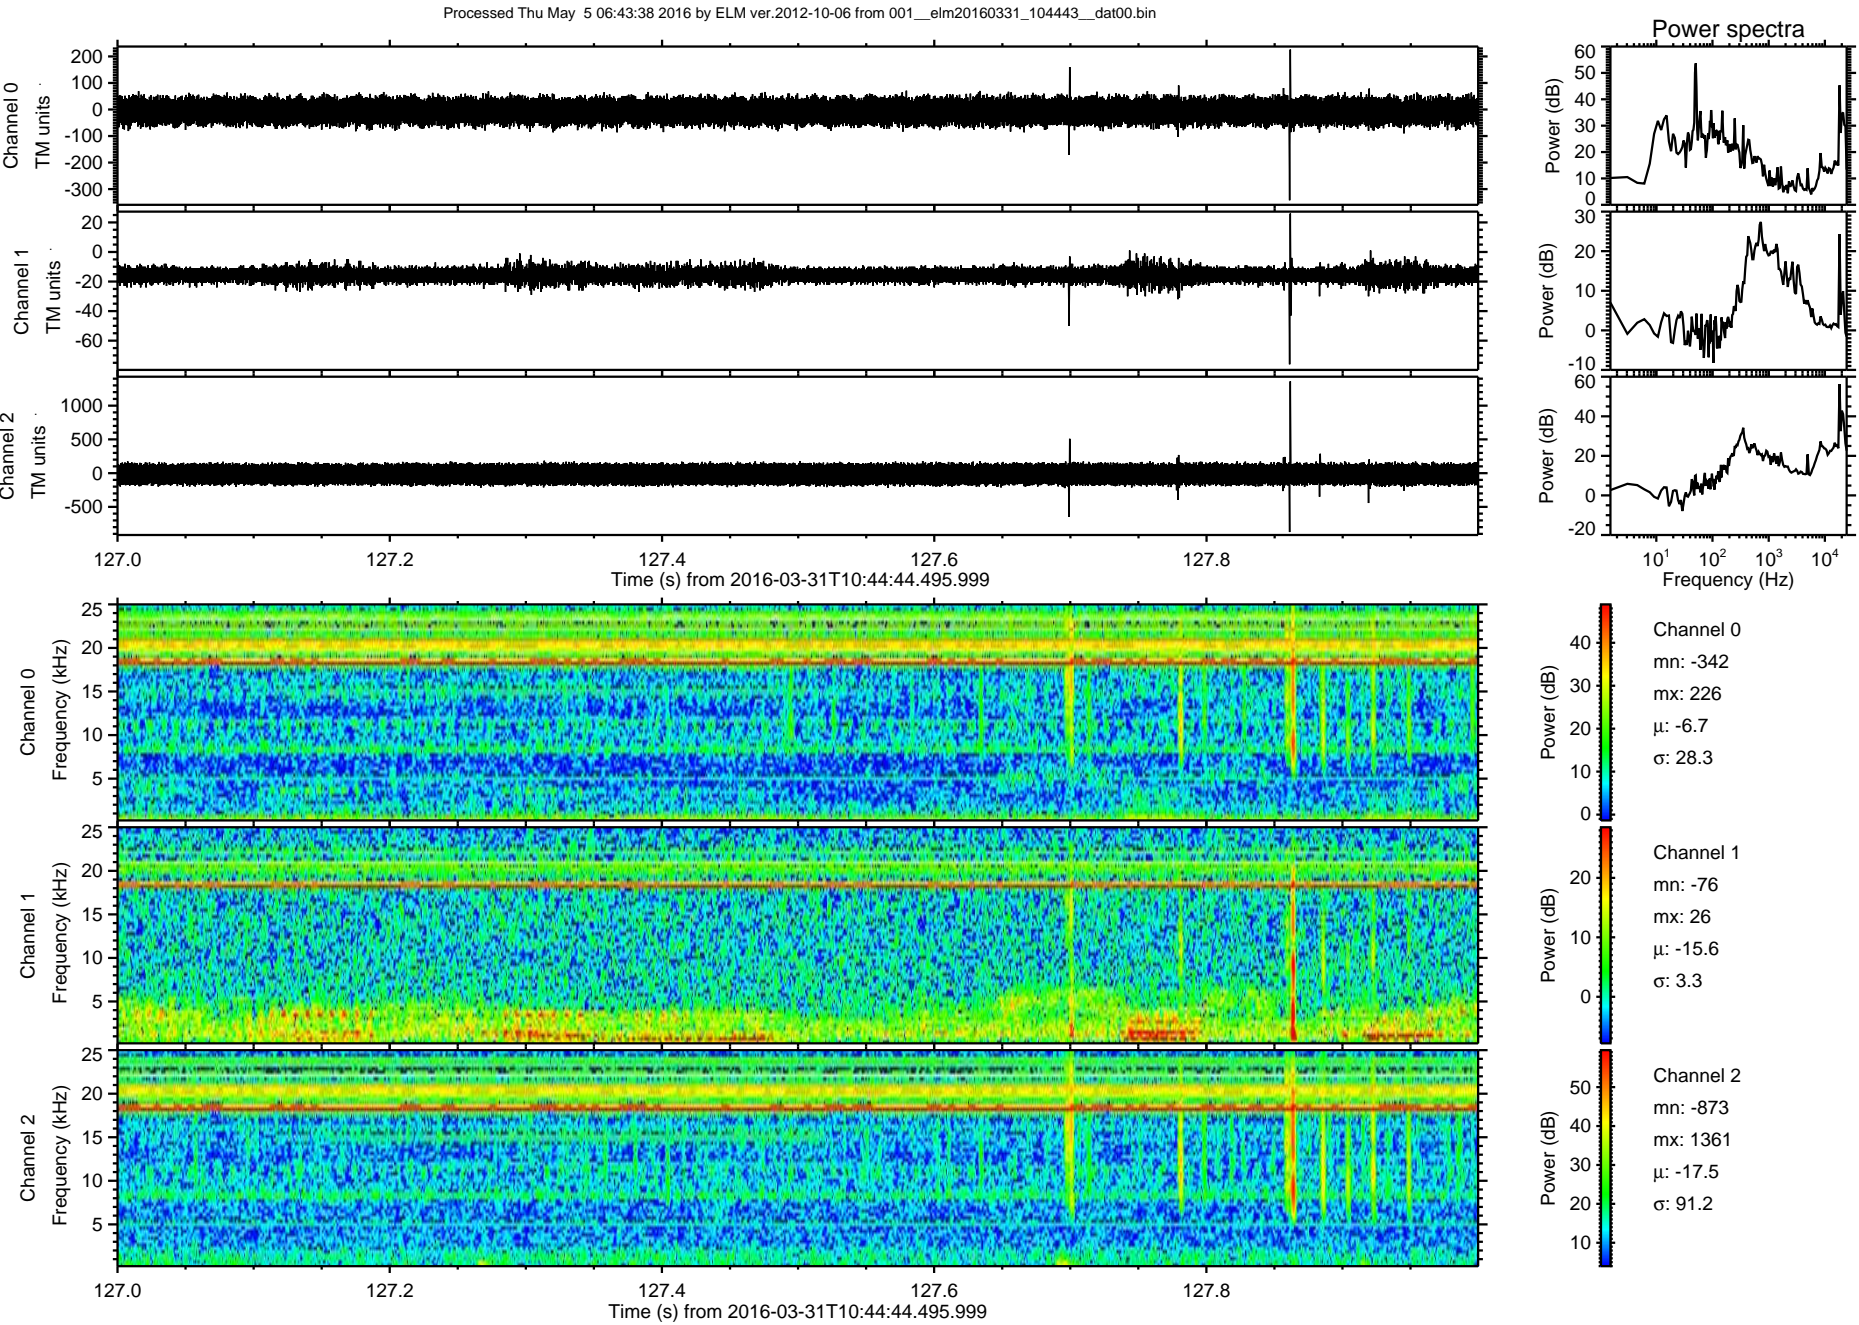 Processed Thu May  5 06:43:38 2016 by ELM ver.2012-10-06 from 001__elm20160331_104443__dat00.bin
Power spectra
Channel 0
TM units
200
100
0
-100
-200
-300
Power (dB)
60
50
40
30
20
10
0
Channel 1
TM units
20
0
-20
-40
-60
Power (dB)
30
20
10
0
-10
Channel 2
TM units
1000
500
0
-500
Power (dB)
60
40
20
0
-20
127.0 127.2 127.4 127.6 127.8
Time (s) from 2016-03-31T10:44:44.495.999
10¹ 10² 10³ 10⁴
Frequency (Hz)
Channel 0
Frequency (kHz)
25
20
15
10
5
Power (dB)
40
30
20
10
0
Channel 0
mn: -342
mx: 226
μ: -6.7
σ: 28.3
Channel 1
Frequency (kHz)
25
20
15
10
5
Power (dB)
20
10
0
Channel 1
mn: -76
mx: 26
μ: -15.6
σ: 3.3
Channel 2
Frequency (kHz)
25
20
15
10
5
Power (dB)
50
40
30
20
10
Channel 2
mn: -873
mx: 1361
μ: -17.5
σ: 91.2
127.0 127.2 127.4 127.6 127.8
Time (s) from 2016-03-31T10:44:44.495.999